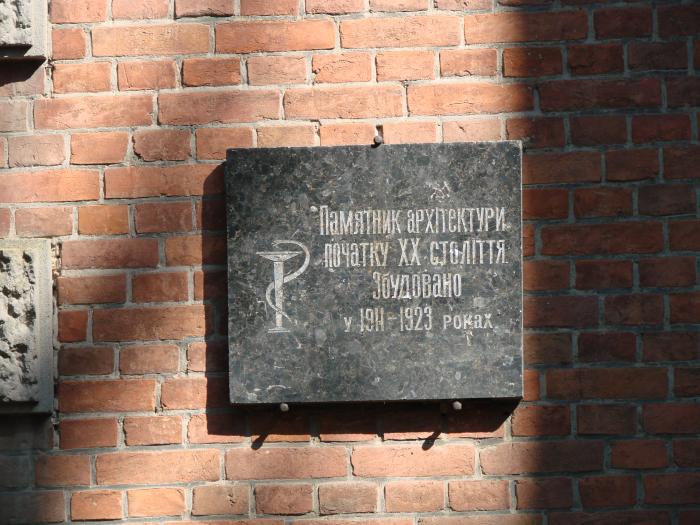 Памятник архітектури
початку XX століття
Збудовано
у 1911-1923 роках